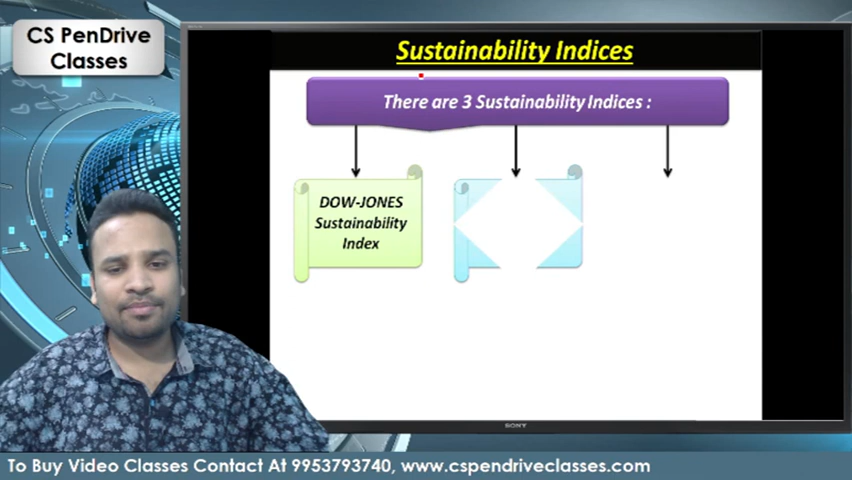 CS PenDrive
Classes
Sustainability Indices
There are 3 Sustainability Indices :
DOW-JONES
Sustainability
Index
SONY
To Buy Video Classes Contact At 9953793740, www.cspendriveclasses.com